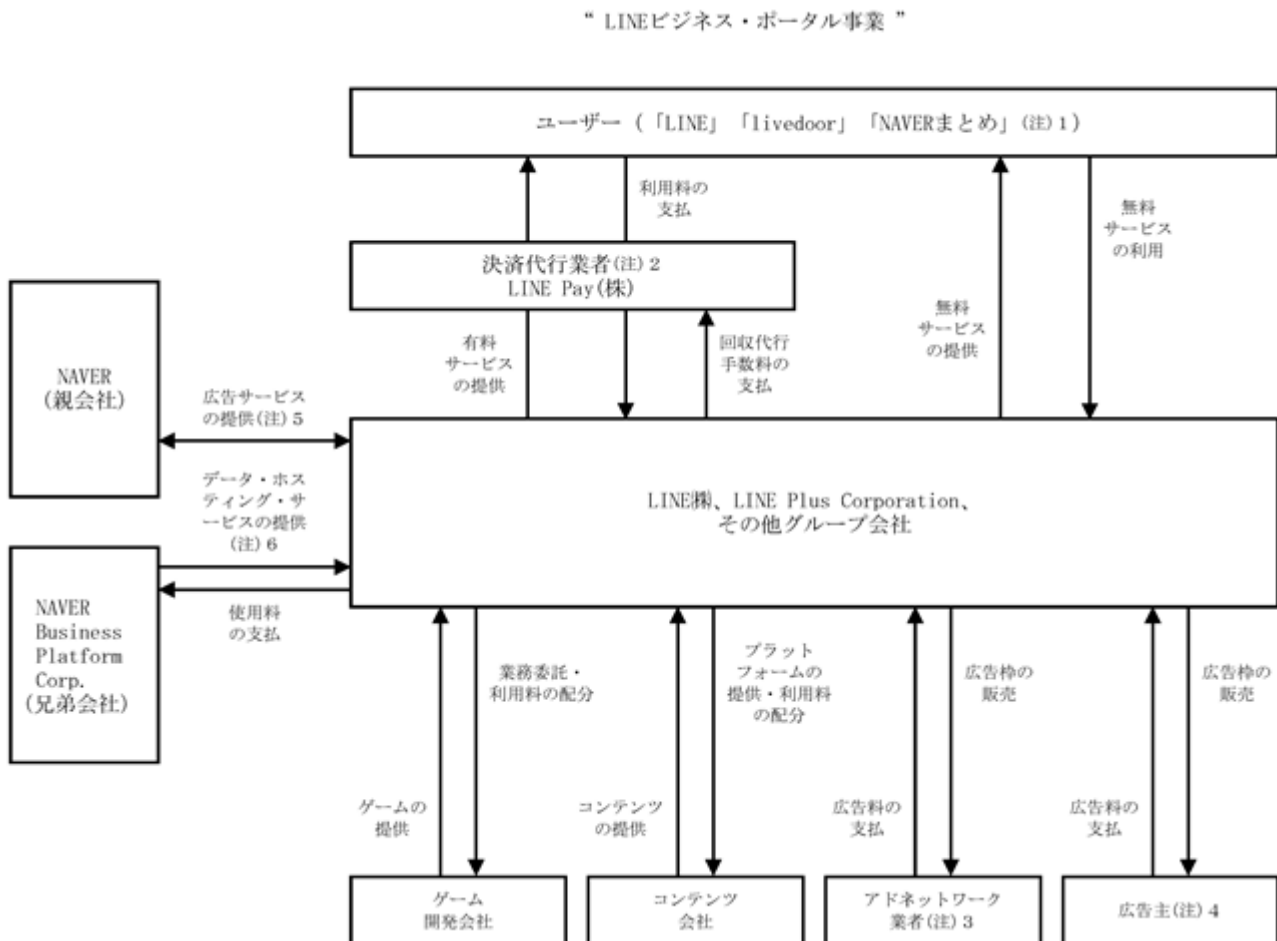 “ LINEビジネス・ポータル事業 ”
ユーザー (「LINE」「livedoor」「NAVERまとめ」(注)1)
利用料の
支払
無料
サービス
の利用
決済代行業者(注)2
LINE Pay(株)
有料
サービス
の提供
回収代行
手数料の
支払
無料
サービス
の提供
NAVER
(親会社)
広告サービス
の提供(注)5
データ・ホス
ティング・サ
ービスの提供
(注)6
LINE㈱、LINE Plus Corporation、
その他グループ会社
NAVER
Business
Platform
Corp.
(兄弟会社)
使用料
の支払
業務委託・
利用料の配分
プラット
フォームの
提供・利用料
の配分
広告枠の
販売
広告枠の
販売
ゲームの
提供
コンテンツ
の提供
広告料の
支払
広告料の
支払
ゲーム
開発会社
コンテンツ
会社
アドネットワーク
業者(注)3
広告主(注)4